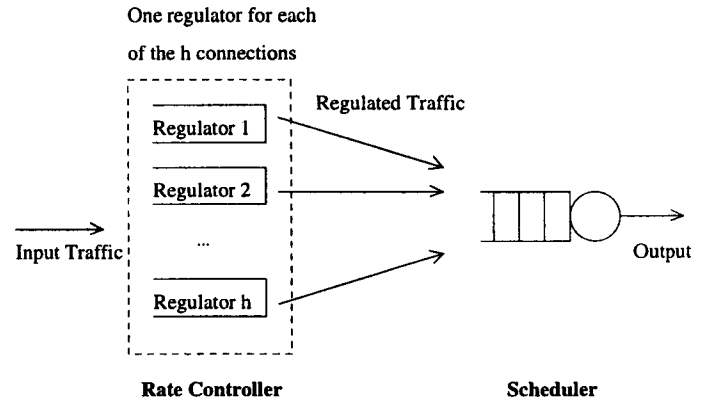 One regulator for each
of the h connections
Regulated Traffic
Regulator 1
Regulator 2
...
Regulator h
Input Traffic
Output
Rate Controller
Scheduler